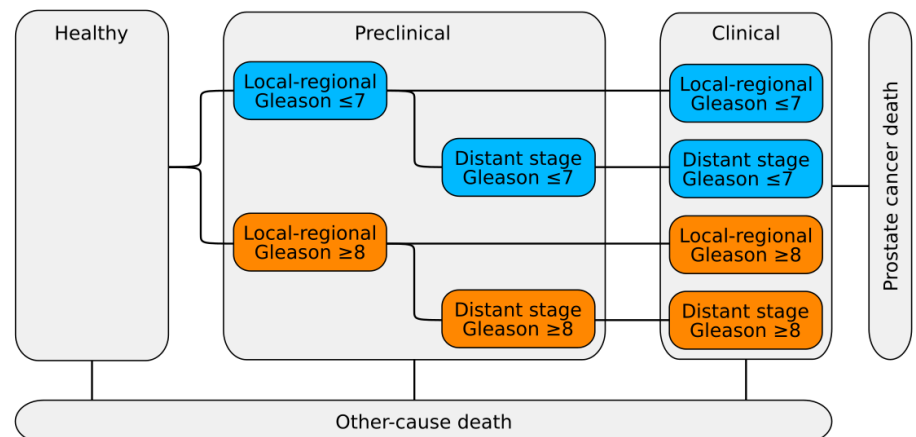 Healthy
Preclinical
Clinical
Local-regional
Gleason ≤7
Distant stage
Gleason ≤7
Local-regional
Gleason ≥8
Distant stage
Gleason ≥8
Local-regional
Gleason ≤7
Distant stage
Gleason ≤7
Local-regional
Gleason ≥8
Distant stage
Gleason ≥8
Prostate cancer death
Other-cause death